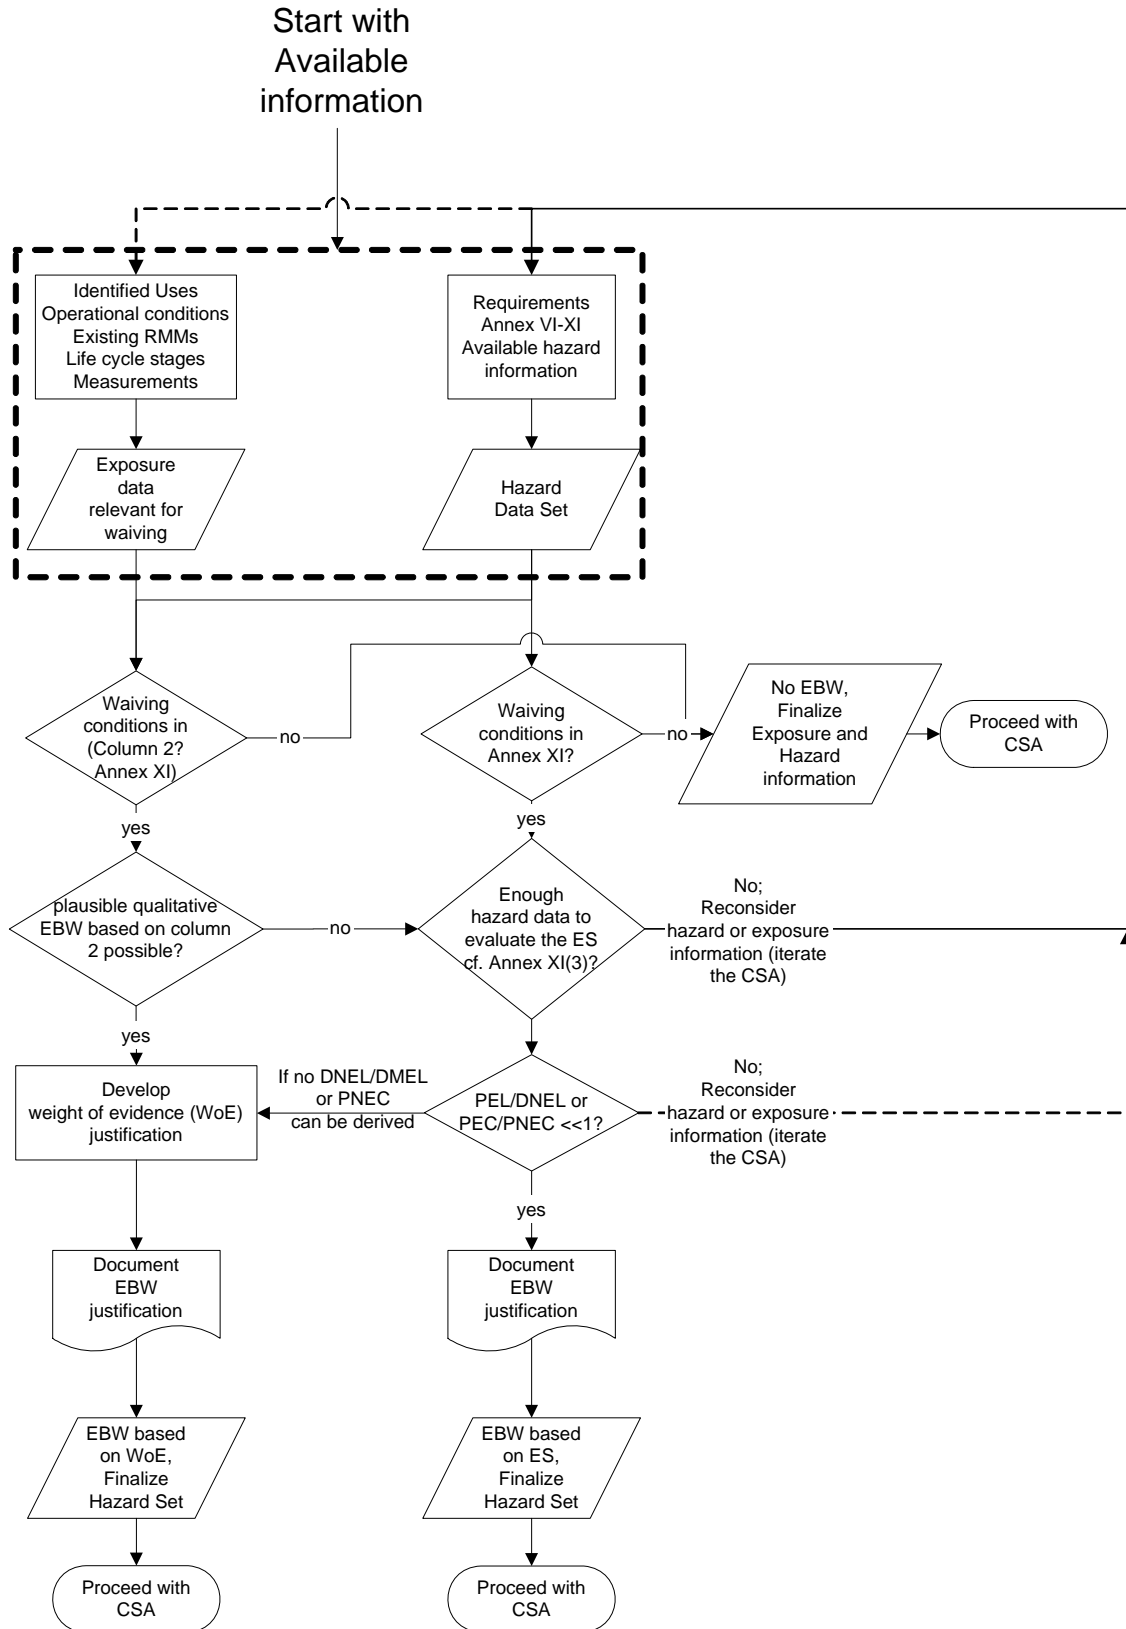 Start with
Available
information
Identified Uses
Operational conditions
Existing RMMs
Life cycle stages
Measurements
Requirements
Annex VI-XI
Available hazard
information
Exposure
data
relevant for
waiving
Hazard
Data Set
Waiving
conditions in
(Column 2?
Annex XI)
no
Waiving
conditions in
Annex XI?
no
No EBW,
Finalize
Exposure and
Hazard
information
Proceed with
CSA
yes
yes
plausible qualitative
EBW based on column
2 possible?
no
Enough
hazard data to
evaluate the ES
cf. Annex XI(3)?
No;
Reconsider
hazard or exposure
information (iterate
the CSA)
yes
Develop
weight of evidence (WoE)
justification
If no DNEL/DMEL
or PNEC
can be derived
PEL/DNEL or
PEC/PNEC <<1?
No;
Reconsider
hazard or exposure
information (iterate
the CSA)
yes
Document
EBW
justification
Document
EBW
justification
EBW based
on WoE,
Finalize
Hazard Set
EBW based
on ES,
Finalize
Hazard Set
Proceed with
CSA
Proceed with
CSA